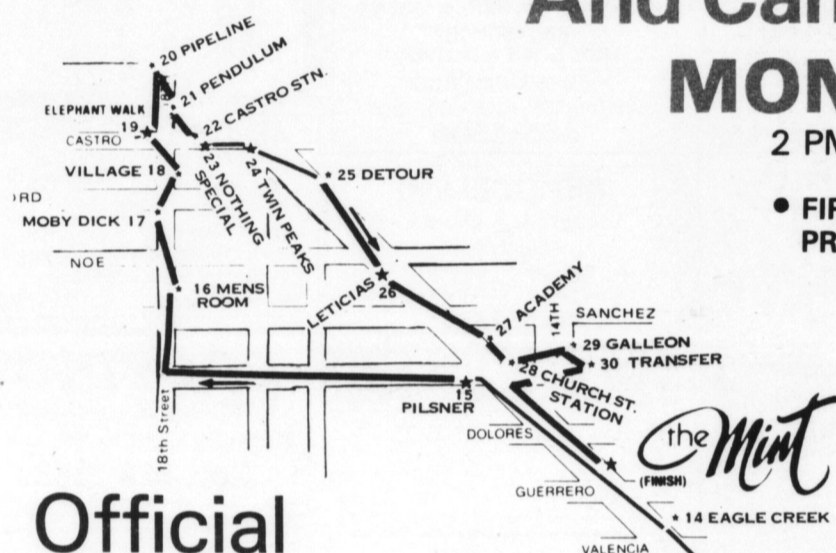 And Can
MON
2 PM
• FIR
PR
20 PIPELINE
21 PENDULUM
22 CASTRO STN.
ELEPHANT WALK
19
CASTRO
23 NOTHING
SPECIAL
24 TWIN PEAKS
25 DETOUR
VILLAGE 18
RD
MOBY DICK 17
NOE
16 MENS
ROOM
LETICIAS
26
27 ACADEMY
14TH
SANCHEZ
29 GALLEON
30 TRANSFER
28 CHURCH ST.
STATION
15
PILSNER
18th Street
DOLORES
the Mint
(FINISH)
GUERRERO
14 EAGLE CREEK
VALENCIA
Official